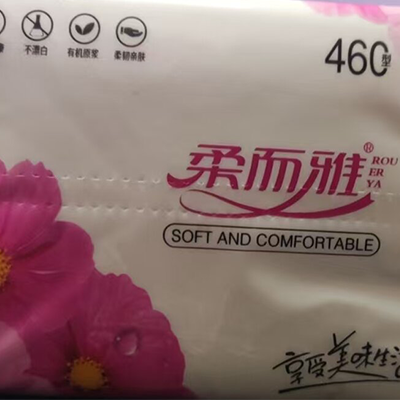 不漂白 有机原浆 柔韧亲肤
460型
柔而雅® ROU
ER
YA
SOFT AND COMFORTABLE
享受美味生活